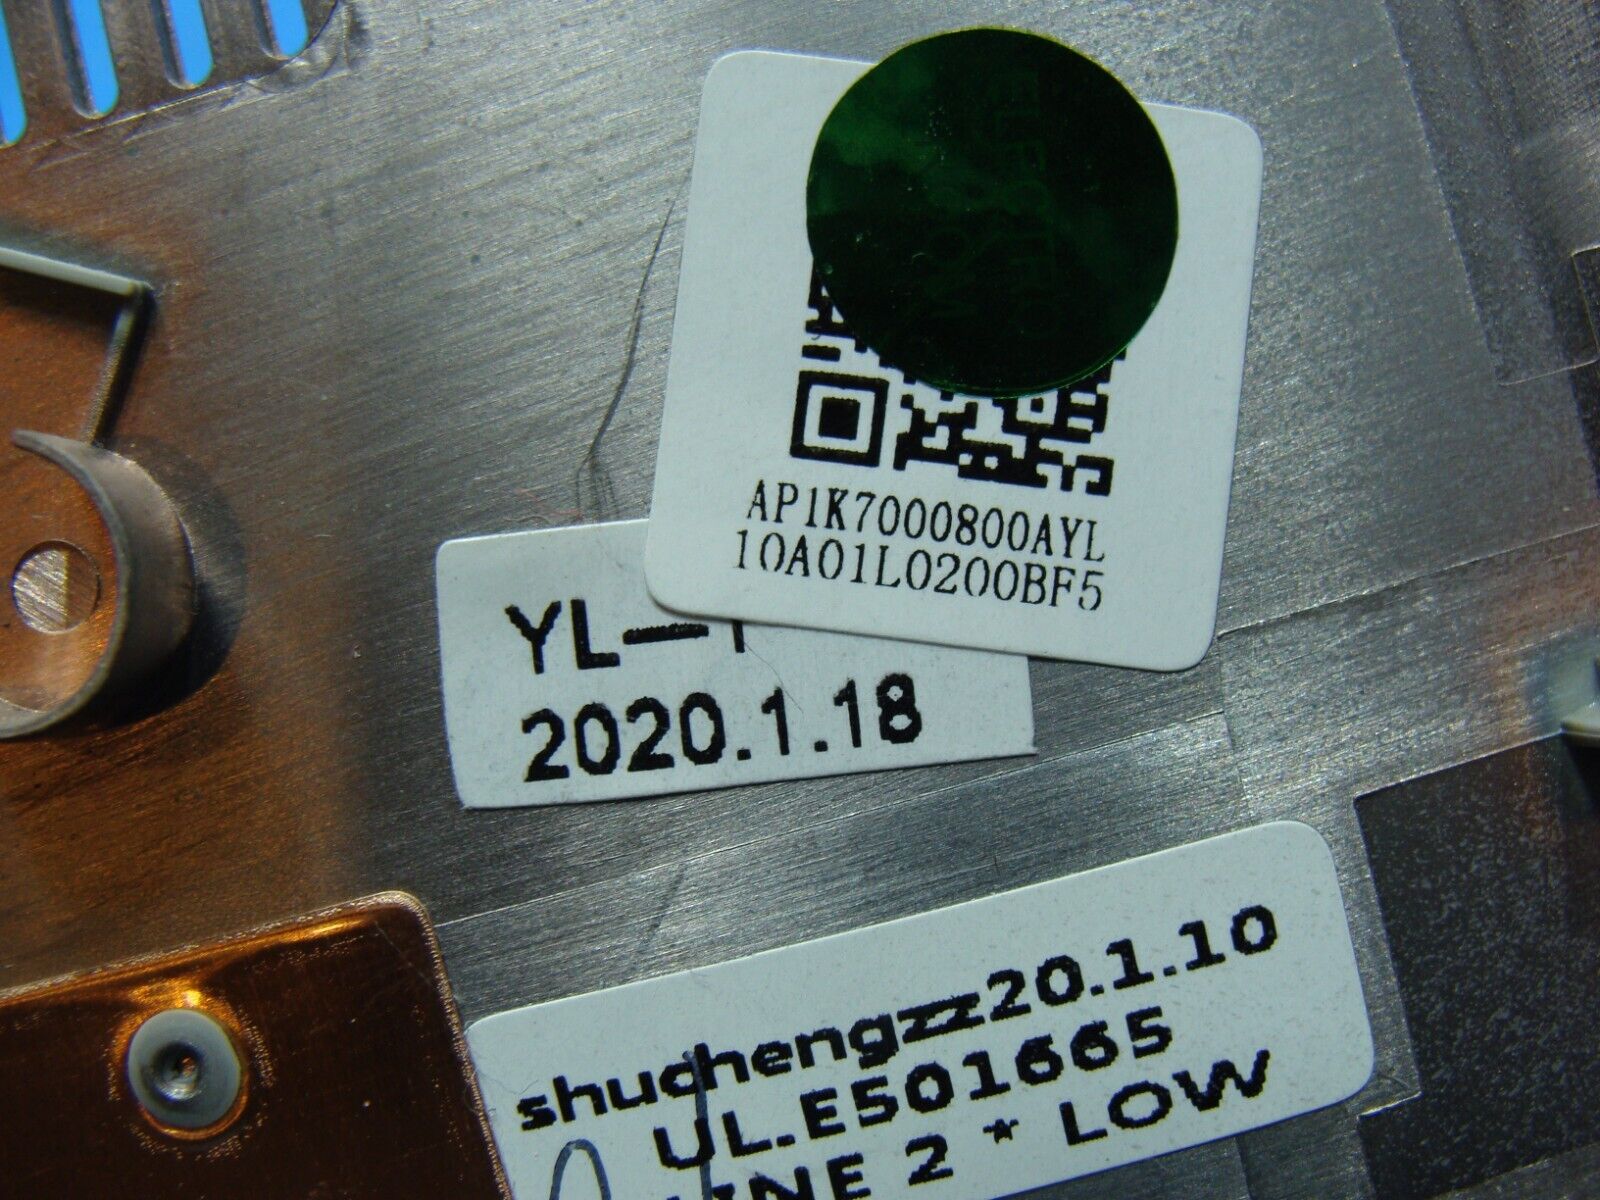 AP1K7000800AYL
10A01L0200BF5
YL—
2020.1.18
shuchengzz20.1.10
UL.E501665
2 * LOW